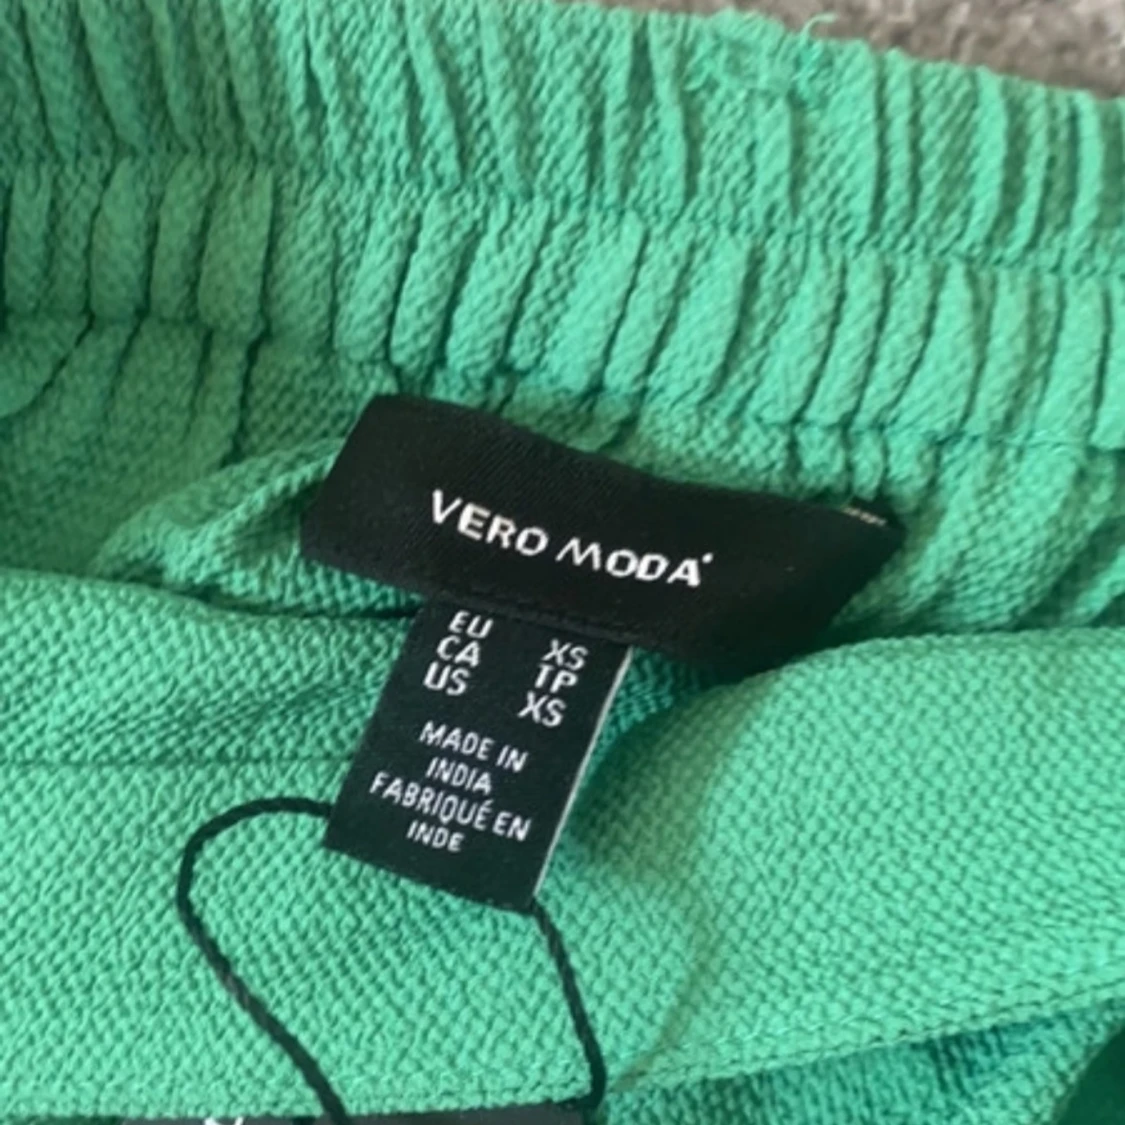 VERO MODA
EU XS
CA TP
US XS
MADE IN
INDIA
FABRIQUÉ EN
INDE